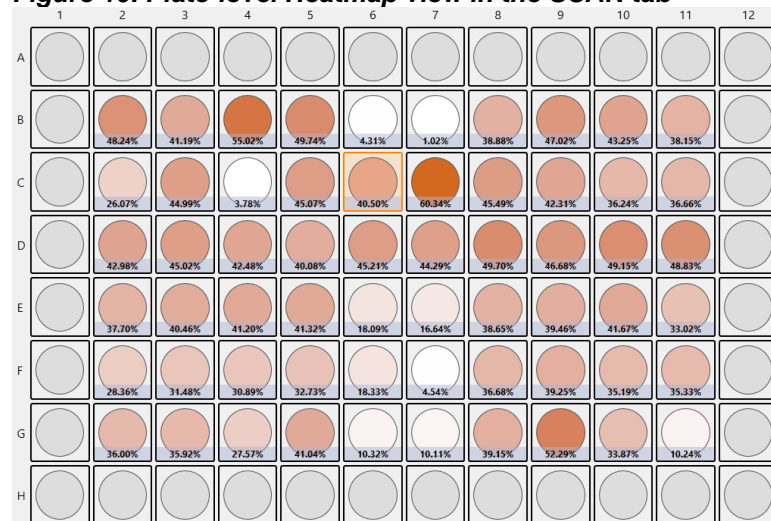 Figure 10: Plate-level Heatmap view in the SCAN tab
1 2 3 4 5 6 7 8 9 10 11 12
A
B 48.24% 41.19% 55.02% 49.74% 4.31% 1.02% 38.88% 47.02% 43.25% 38.15%
C 26.07% 44.99% 3.78% 45.07% 40.50% 60.34% 45.49% 42.31% 36.24% 36.66%
D 42.98% 45.02% 42.48% 40.08% 45.21% 44.29% 49.70% 46.68% 49.15% 48.83%
E 37.70% 40.46% 41.20% 41.32% 18.09% 16.64% 38.65% 39.46% 41.67% 33.02%
F 28.36% 31.48% 30.89% 32.73% 18.33% 4.54% 36.68% 39.25% 35.19% 35.33%
G 36.00% 35.92% 27.57% 41.04% 10.32% 10.11% 39.15% 52.29% 33.87% 10.24%
H